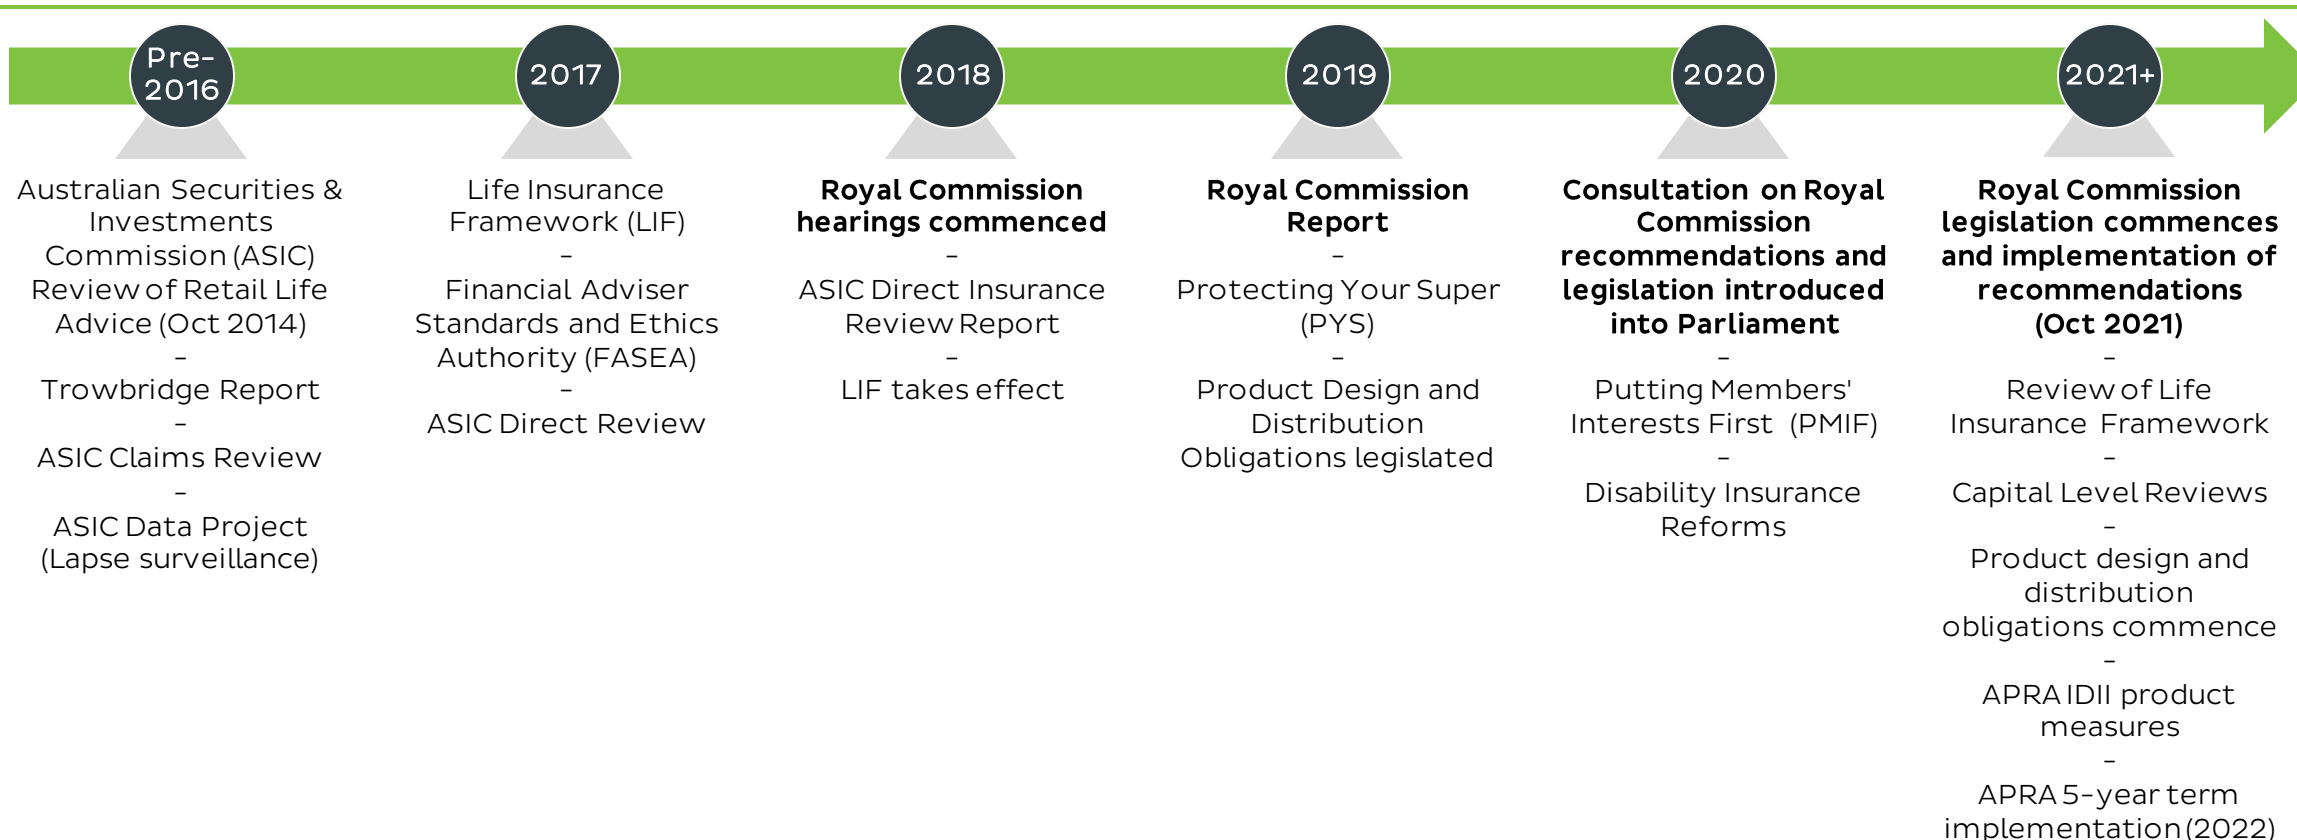 Pre-
2016
2017
2018
2019
2020
2021+
Australian Securities &
Investments
Commission (ASIC)
Review of Retail Life
Advice (Oct 2014)
-
Trowbridge Report
-
ASIC Claims Review
-
ASIC Data Project
(Lapse surveillance)
Life Insurance
Framework (LIF)
-
Financial Adviser
Standards and Ethics
Authority (FASEA)
-
ASIC Direct Review
Royal Commission
hearings commenced
-
ASIC Direct Insurance
Review Report
-
LIF takes effect
Royal Commission
Report
-
Protecting Your Super
(PYS)
-
Product Design and
Distribution
Obligations legislated
Consultation on Royal
Commission
recommendations and
legislation introduced
into Parliament
-
Putting Members'
Interests First (PMIF)
-
Disability Insurance
Reforms
Royal Commission
legislation commences
and implementation of
recommendations
(Oct 2021)
-
Review of Life
Insurance Framework
-
Capital Level Reviews
-
Product design and
distribution
obligations commence
-
APRA IDII product
measures
-
APRA 5-year term
implementation (2022)